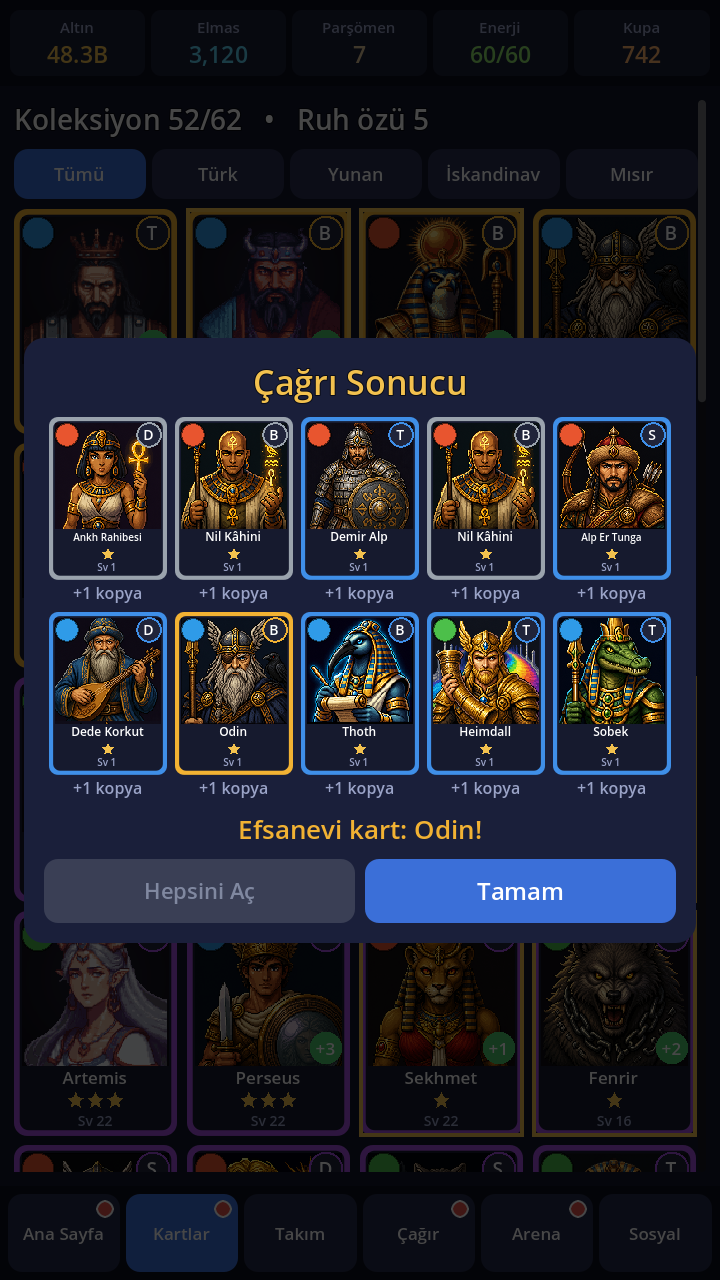 Altın Elmas Parşömen Enerji Kupa
48.3B 3,120 7 60/60 742
Koleksiyon 52/62 • Ruh özü 5
Tümü Türk Yunan İskandinav Mısır
T B B B
Çağrı Sonucu
D B T B S
Ankh Rahibesi Nil Kâhini Demir Alp Nil Kâhini Alp Er Tunga
Sv 1 Sv 1 Sv 1 Sv 1 Sv 1
+1 kopya +1 kopya +1 kopya +1 kopya +1 kopya
D B B T T
Dede Korkut Odin Thoth Heimdall Sobek
Sv 1 Sv 1 Sv 1 Sv 1 Sv 1
+1 kopya +1 kopya +1 kopya +1 kopya +1 kopya
Efsanevi kart: Odin!
Hepsini Aç Tamam
+3 +1 +2
Artemis Perseus Sekhmet Fenrir
Sv 22 Sv 22 Sv 22 Sv 16
S D S T
Ana Sayfa Kartlar Takım Çağır Arena Sosyal